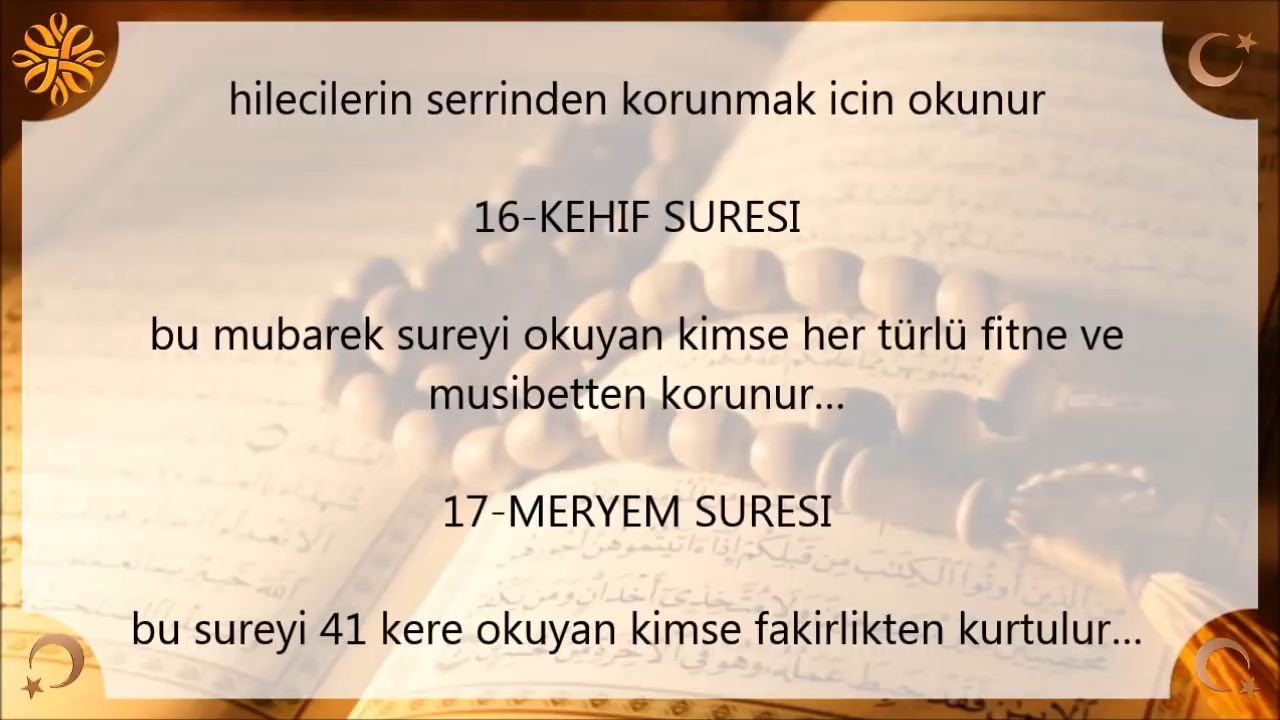 hilecilerin serrinden korunmak icin okunur
16-KEHIF SURESI
bu mubarek sureyi okuyan kimse her türlü fitne ve
musibetten korunur...
17-MERYEM SURESI
bu sureyi 41 kere okuyan kimse fakirlikten kurtulur...